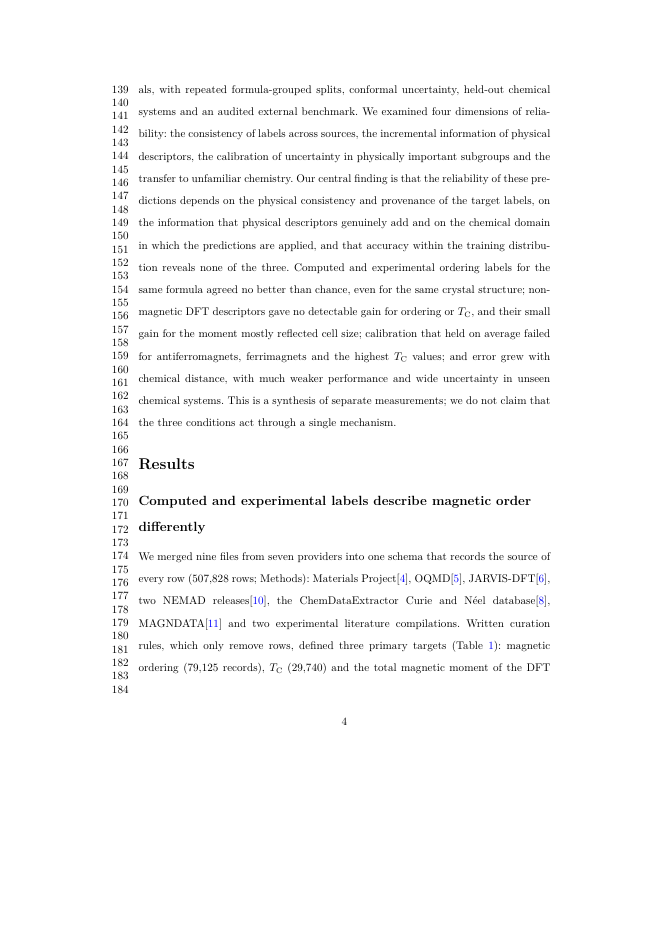 139 als, with repeated formula-grouped splits, conformal uncertainty, held-out chemical
140
141 systems and an audited external benchmark. We examined four dimensions of relia-
142 bility: the consistency of labels across sources, the incremental information of physical
143
144 descriptors, the calibration of uncertainty in physically important subgroups and the
145
146 transfer to unfamiliar chemistry. Our central finding is that the reliability of these pre-
147 dictions depends on the physical consistency and provenance of the target labels, on
148
149 the information that physical descriptors genuinely add and on the chemical domain
150
151 in which the predictions are applied, and that accuracy within the training distribu-
152 tion reveals none of the three. Computed and experimental ordering labels for the
153
154 same formula agreed no better than chance, even for the same crystal structure; non-
155
156 magnetic DFT descriptors gave no detectable gain for ordering or T_C, and their small
157 gain for the moment mostly reflected cell size; calibration that held on average failed
158
159 for antiferromagnets, ferrimagnets and the highest T_C values; and error grew with
160
161 chemical distance, with much weaker performance and wide uncertainty in unseen
162 chemical systems. This is a synthesis of separate measurements; we do not claim that
163
164 the three conditions act through a single mechanism.
165
166
167 Results
168
169
170 Computed and experimental labels describe magnetic order
171
172 differently
173
174 We merged nine files from seven providers into one schema that records the source of
175
176 every row (507,828 rows; Methods): Materials Project[4], OQMD[5], JARVIS-DFT[6],
177 two NEMAD releases[10], the ChemDataExtractor Curie and Néel database[8],
178
179 MAGNDATA[11] and two experimental literature compilations. Written curation
180
181 rules, which only remove rows, defined three primary targets (Table 1): magnetic
182 ordering (79,125 records), T_C (29,740) and the total magnetic moment of the DFT
183
184
4